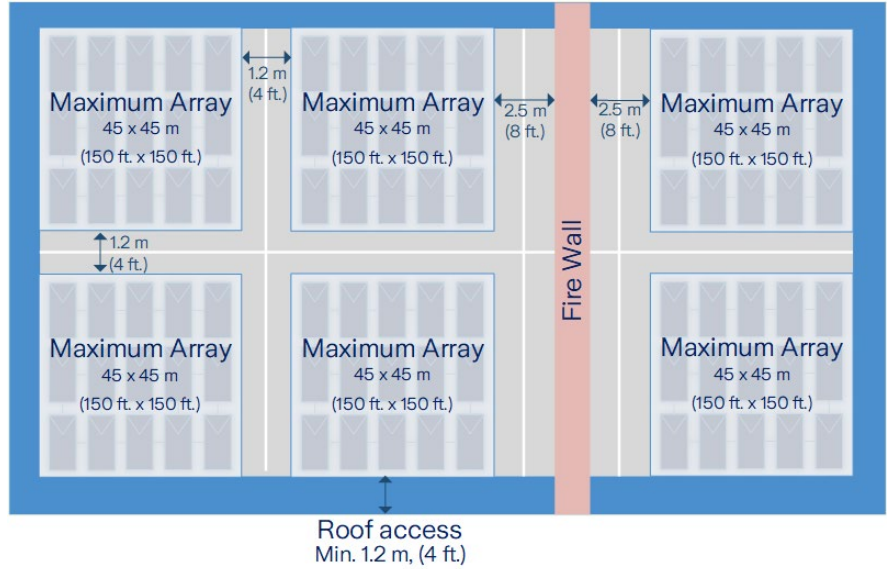 Maximum Array
45 x 45 m
(150 ft. x 150 ft.)
1.2 m
(4 ft.)
Maximum Array
45 x 45 m
(150 ft. x 150 ft.)
2.5 m
(8 ft.)
2.5 m
(8 ft.)
Maximum Array
45 x 45 m
(150 ft. x 150 ft.)
1.2 m
(4 ft.)
Fire Wall
Maximum Array
45 x 45 m
(150 ft. x 150 ft.)
Maximum Array
45 x 45 m
(150 ft. x 150 ft.)
Maximum Array
45 x 45 m
(150 ft. x 150 ft.)
Roof access
Min. 1.2 m, (4 ft.)